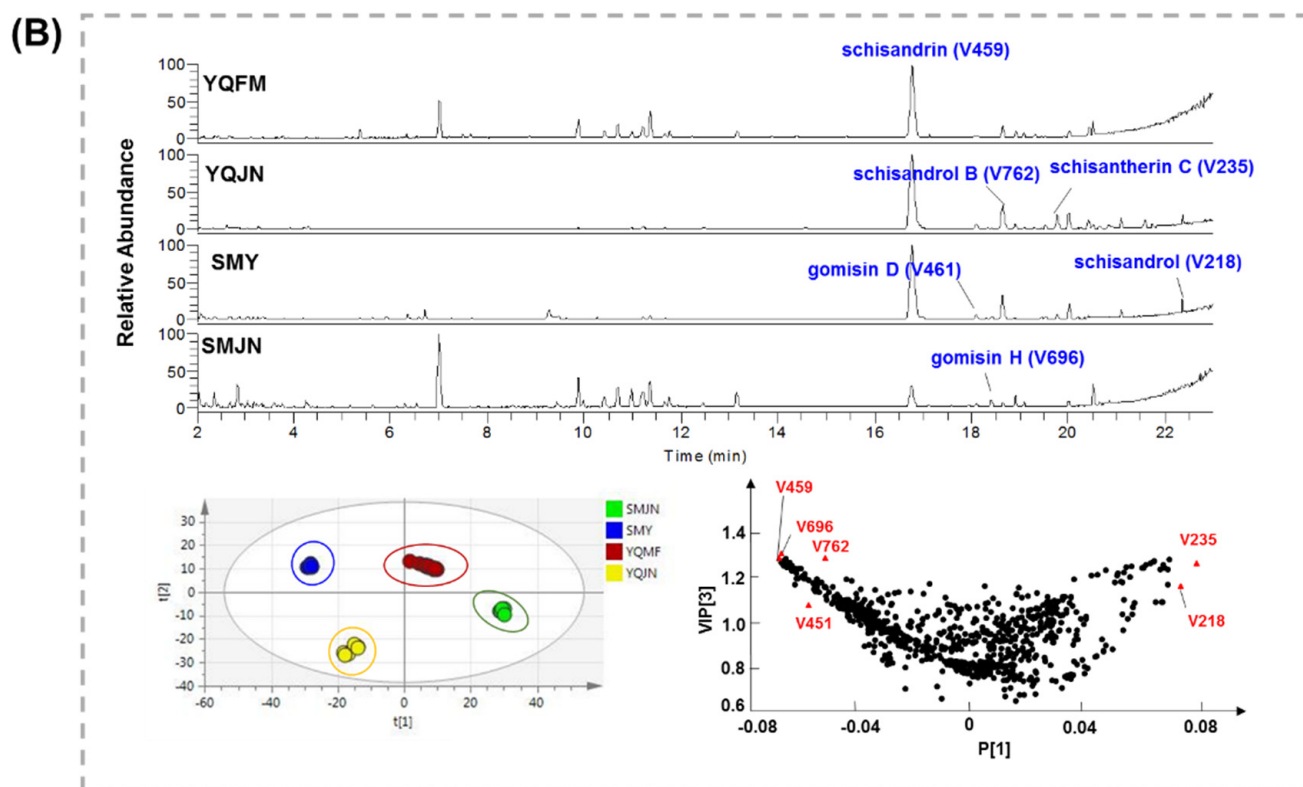 (B)
schisandrin (V459)
YQFM
100
50
0
YQJN
schisandrol B (V762)
schisantherin C (V235)
100
50
0
SMY
gomisin D (V461)
schisandrol (V218)
100
50
0
SMJN
gomisin H (V696)
100
50
0
Relative Abundance
2 4 6 8 10 12 14 16 18 20 22
Time (min)
SMJN
SMY
YQMF
YQJN
30
20
10
0
-10
-20
-30
-40
t[2]
-60 -40 -20 0 20 40
t[1]
V459
V696
V762
V451
V235
V218
1.4
1.2
1.0
0.8
0.6
VIP[3]
-0.08 -0.04 0 0.04 0.08
P[1]